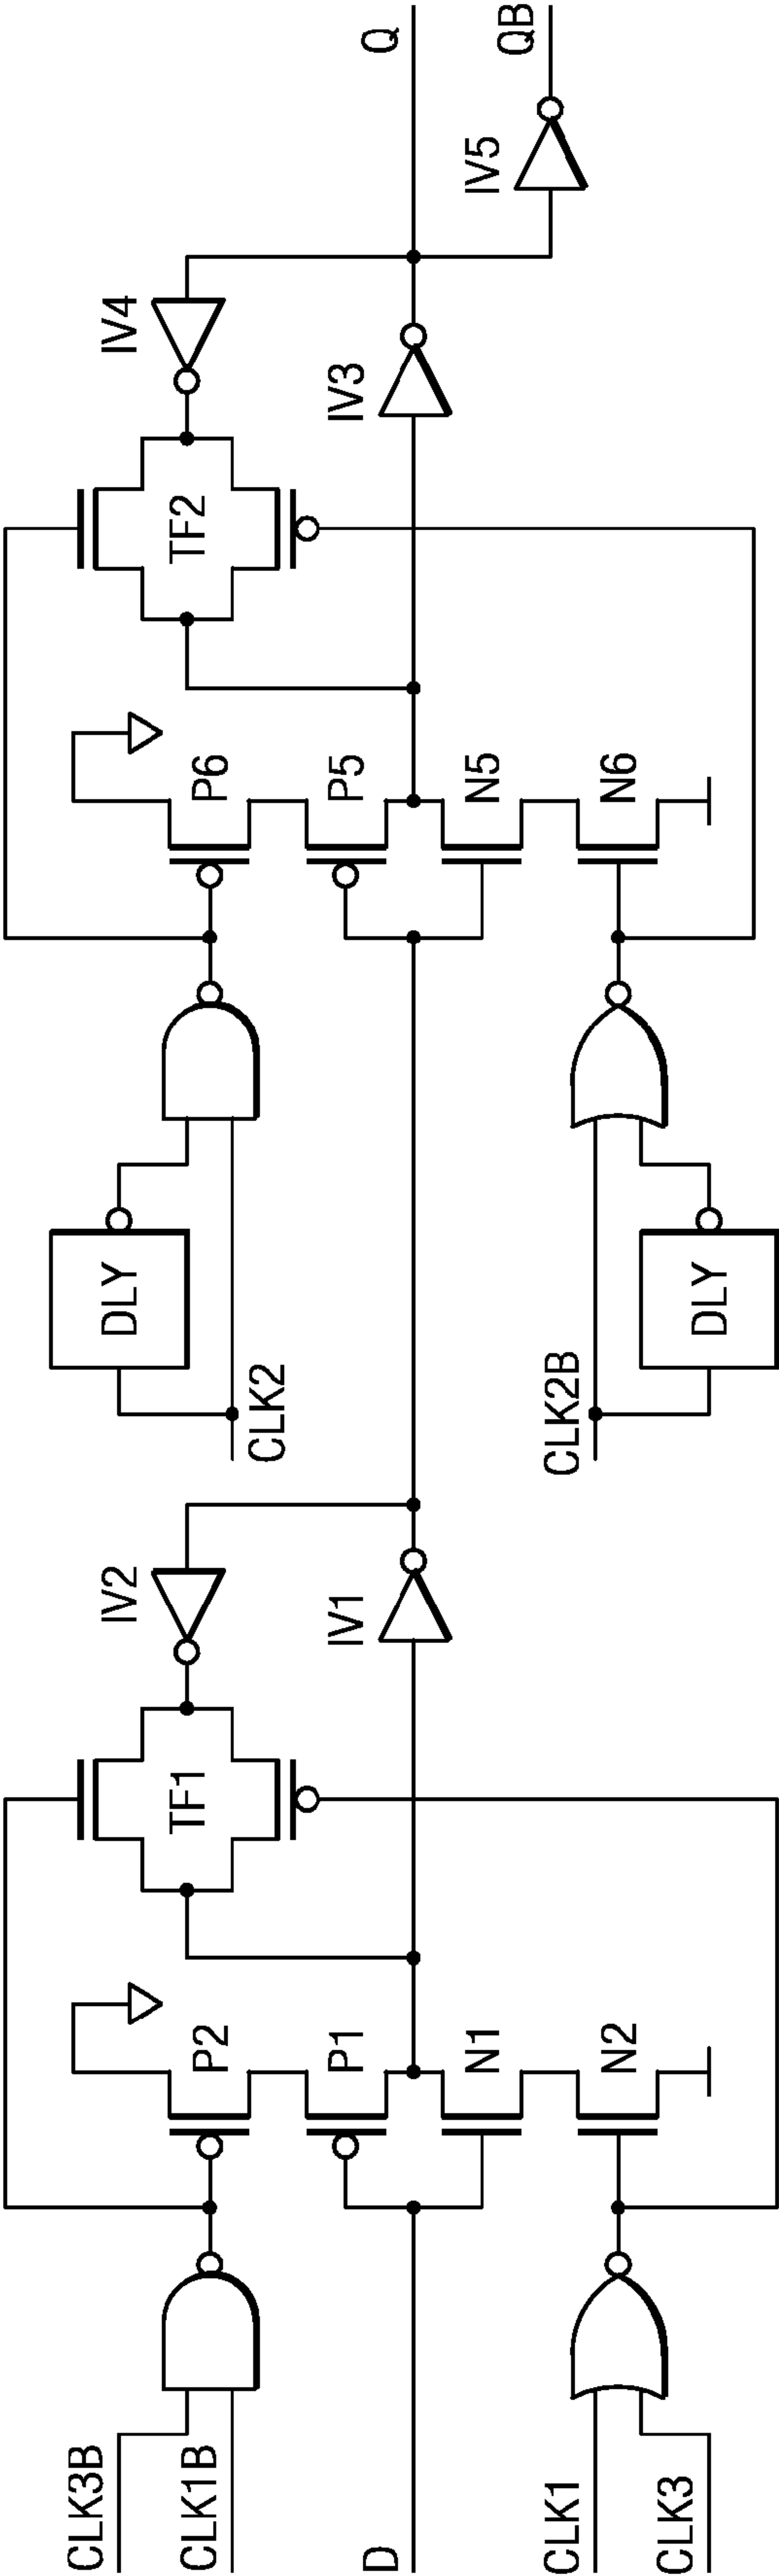 CLK3B
CLK1B
D
CLK1
CLK3
P2
P1
N1
N2
TF1
IV2
IV1
CLK2
CLK2B
DLY
DLY
P6
P5
N5
N6
TF2
IV4
IV3
IV5
Q
QB